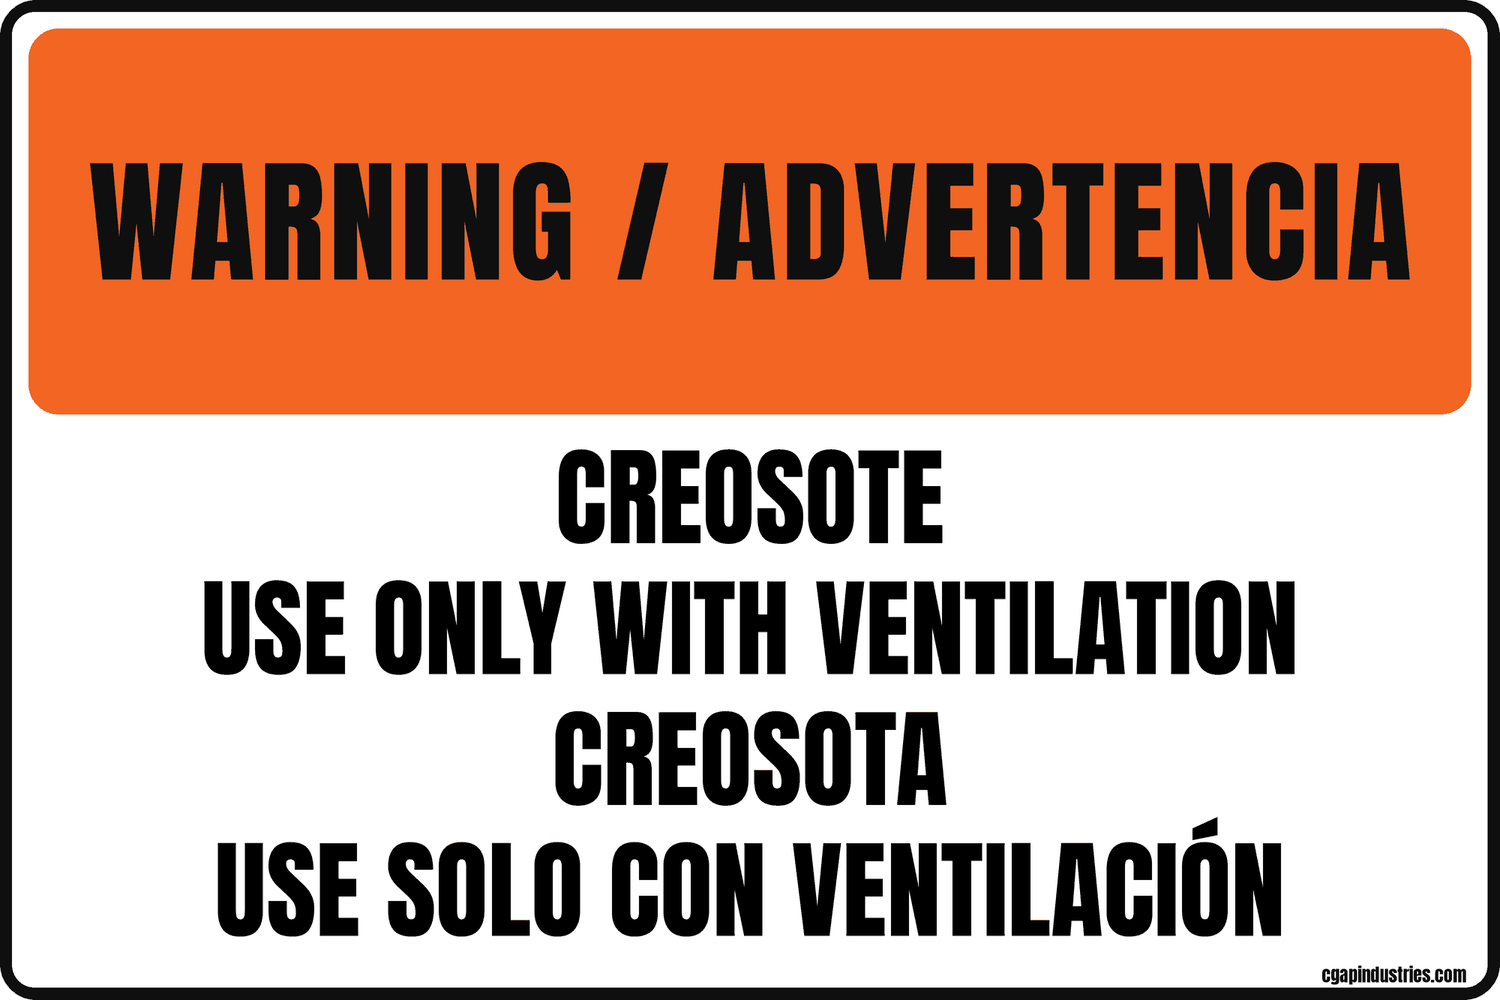 WARNING / ADVERTENCIA
CREOSOTE
USE ONLY WITH VENTILATION
CREOSOTA
USE SOLO CON VENTILACIÓN
cgapindustries.com